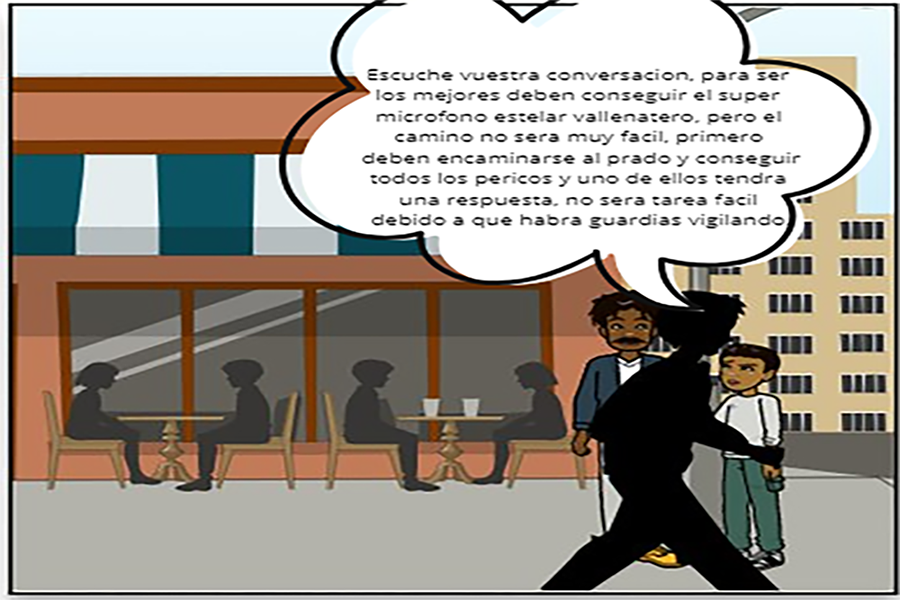 Escuche vuestra conversacion, para ser
los mejores deben conseguir el super
microfono estelar vallenatero, pero el
camino no sera muy facil, primero
deben encaminarse al prado y conseguir
todos los pericos y uno de ellos tendra
una respuesta, no sera tarea facil
debido a que habra guardias vigilando